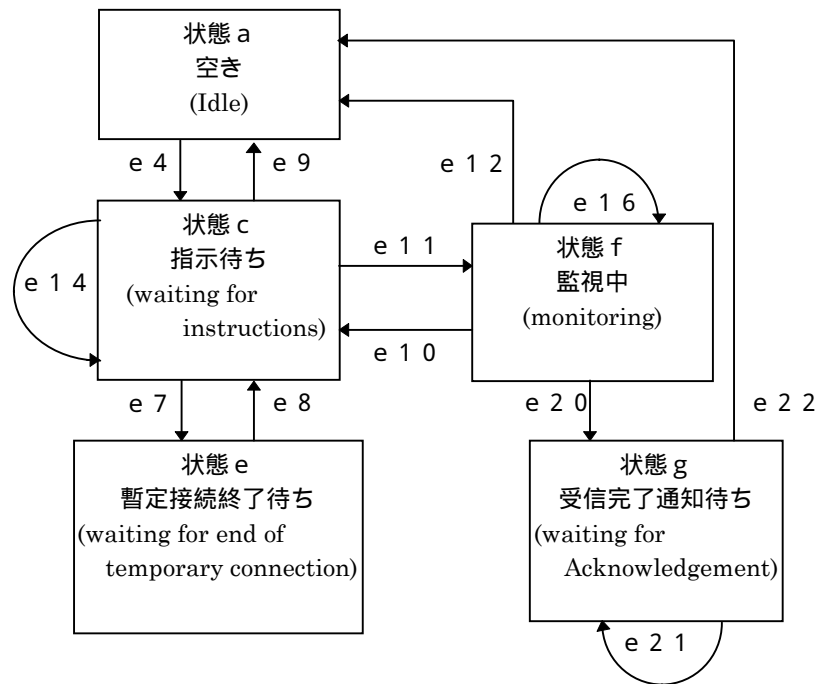 状態ａ
空き
(Idle)
ｅ４
ｅ９
ｅ１２
状態ｃ
指示待ち
(waiting for
instructions)
ｅ１４
ｅ１１
ｅ１０
ｅ１６
状態ｆ
監視中
(monitoring)
ｅ７
ｅ８
ｅ２０
ｅ２２
状態ｅ
暫定接続終了待ち
(waiting for end of
temporary connection)
状態ｇ
受信完了通知待ち
(waiting for
Acknowledgement)
ｅ２１